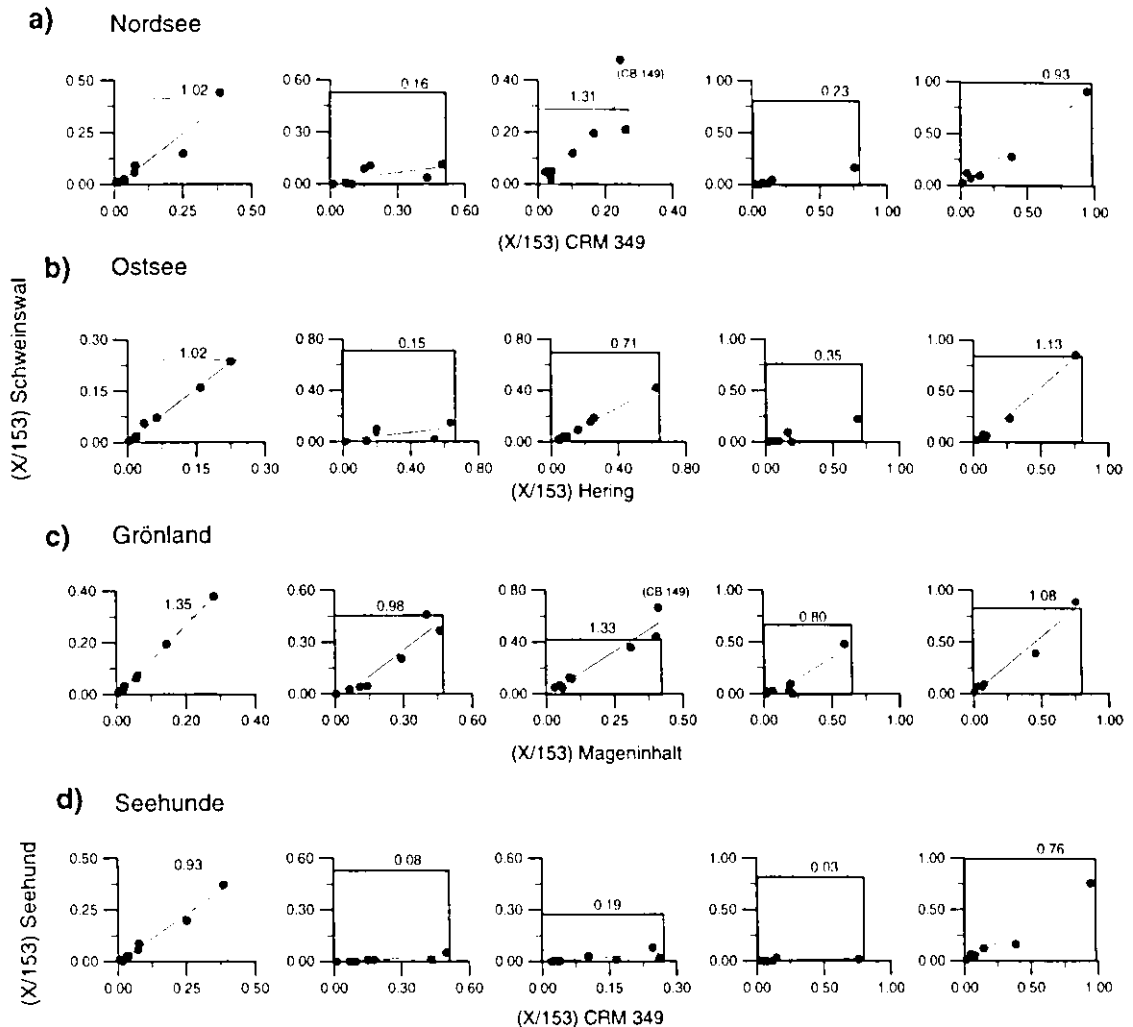 a) Nordsee
0.50 0.25 0.00 1.02 0.00 0.25 0.50
0.60 0.30 0.00 0.16 0.00 0.30 0.60
0.40 0.20 0.00 (CB 149) 1.31 0.00 0.20 0.40
1.00 0.50 0.00 0.23 0.00 0.50 1.00
1.00 0.50 0.00 0.93 0.00 0.50 1.00
(X/153) CRM 349
b) Ostsee
(X/153) Schweinswal
0.30 0.15 0.00 1.02 0.00 0.15 0.30
0.80 0.40 0.00 0.15 0.00 0.40 0.80
0.80 0.40 0.00 0.71 0.00 0.40 0.80
1.00 0.50 0.00 0.35 0.00 0.50 1.00
1.00 0.50 0.00 1.13 0.00 0.50 1.00
(X/153) Hering
c) Grönland
0.40 0.20 0.00 1.35 0.00 0.20 0.40
0.60 0.30 0.00 0.98 0.00 0.30 0.60
0.80 0.40 0.00 (CB 149) 1.33 0.00 0.25 0.50
1.00 0.50 0.00 0.80 0.00 0.50 1.00
1.00 0.50 0.00 1.08 0.00 0.50 1.00
(X/153) Mageninhalt
d) Seehunde
(X/153) Seehund
0.50 0.25 0.00 0.93 0.00 0.25 0.50
0.60 0.30 0.00 0.08 0.00 0.30 0.60
0.60 0.30 0.00 0.19 0.00 0.15 0.30
1.00 0.50 0.00 0.03 0.00 0.50 1.00
1.00 0.50 0.00 0.76 0.00 0.50 1.00
(X/153) CRM 349